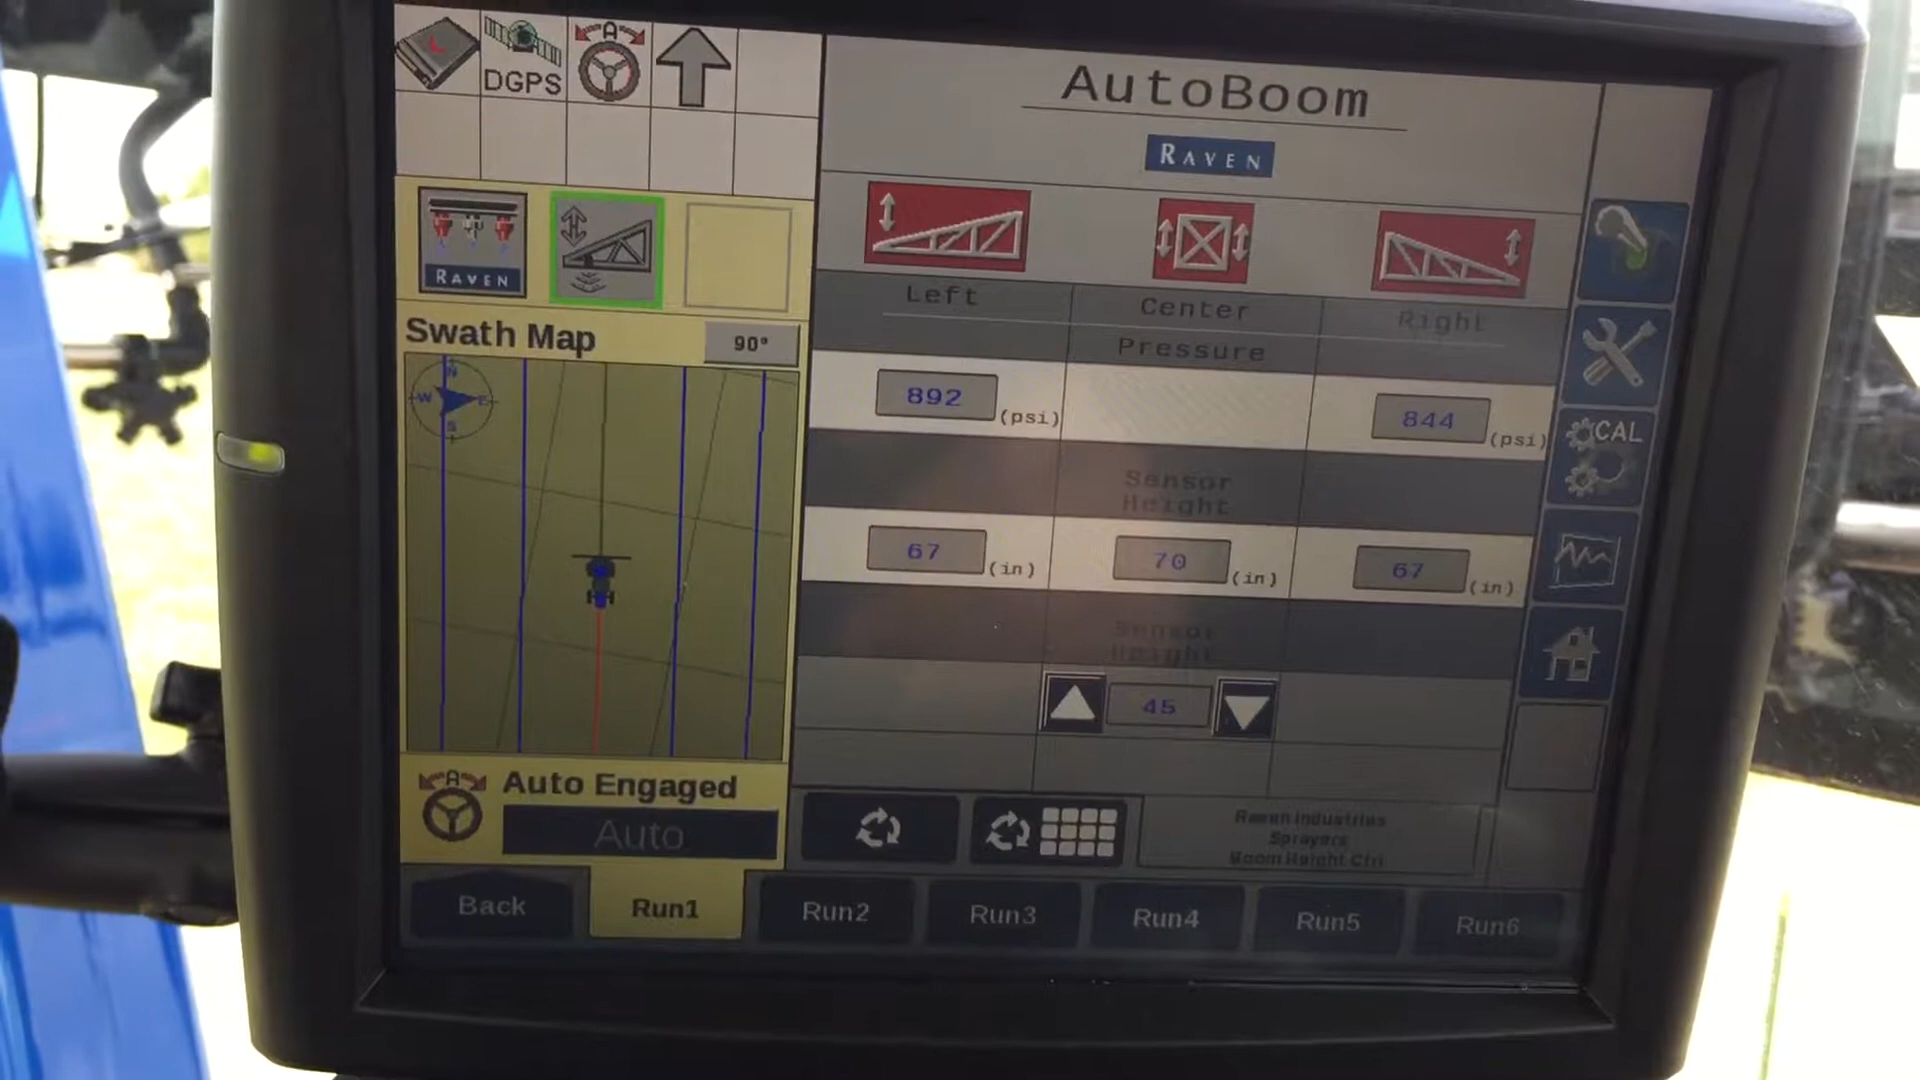 DGPS
A
RAVEN
Swath Map
90°
N
W
E
S
Auto Engaged
A
Auto
AutoBoom
RAVEN
Left
Center
Right
Pressure
892 (psi)
844 (psi)
Sensor
Height
67 (in)
70 (in)
67 (in)
Sensor
Height
45
CAL
Raven Industries
Sprayers
Boom Height Ctrl
Back
Run1
Run2
Run3
Run4
Run5
Run6